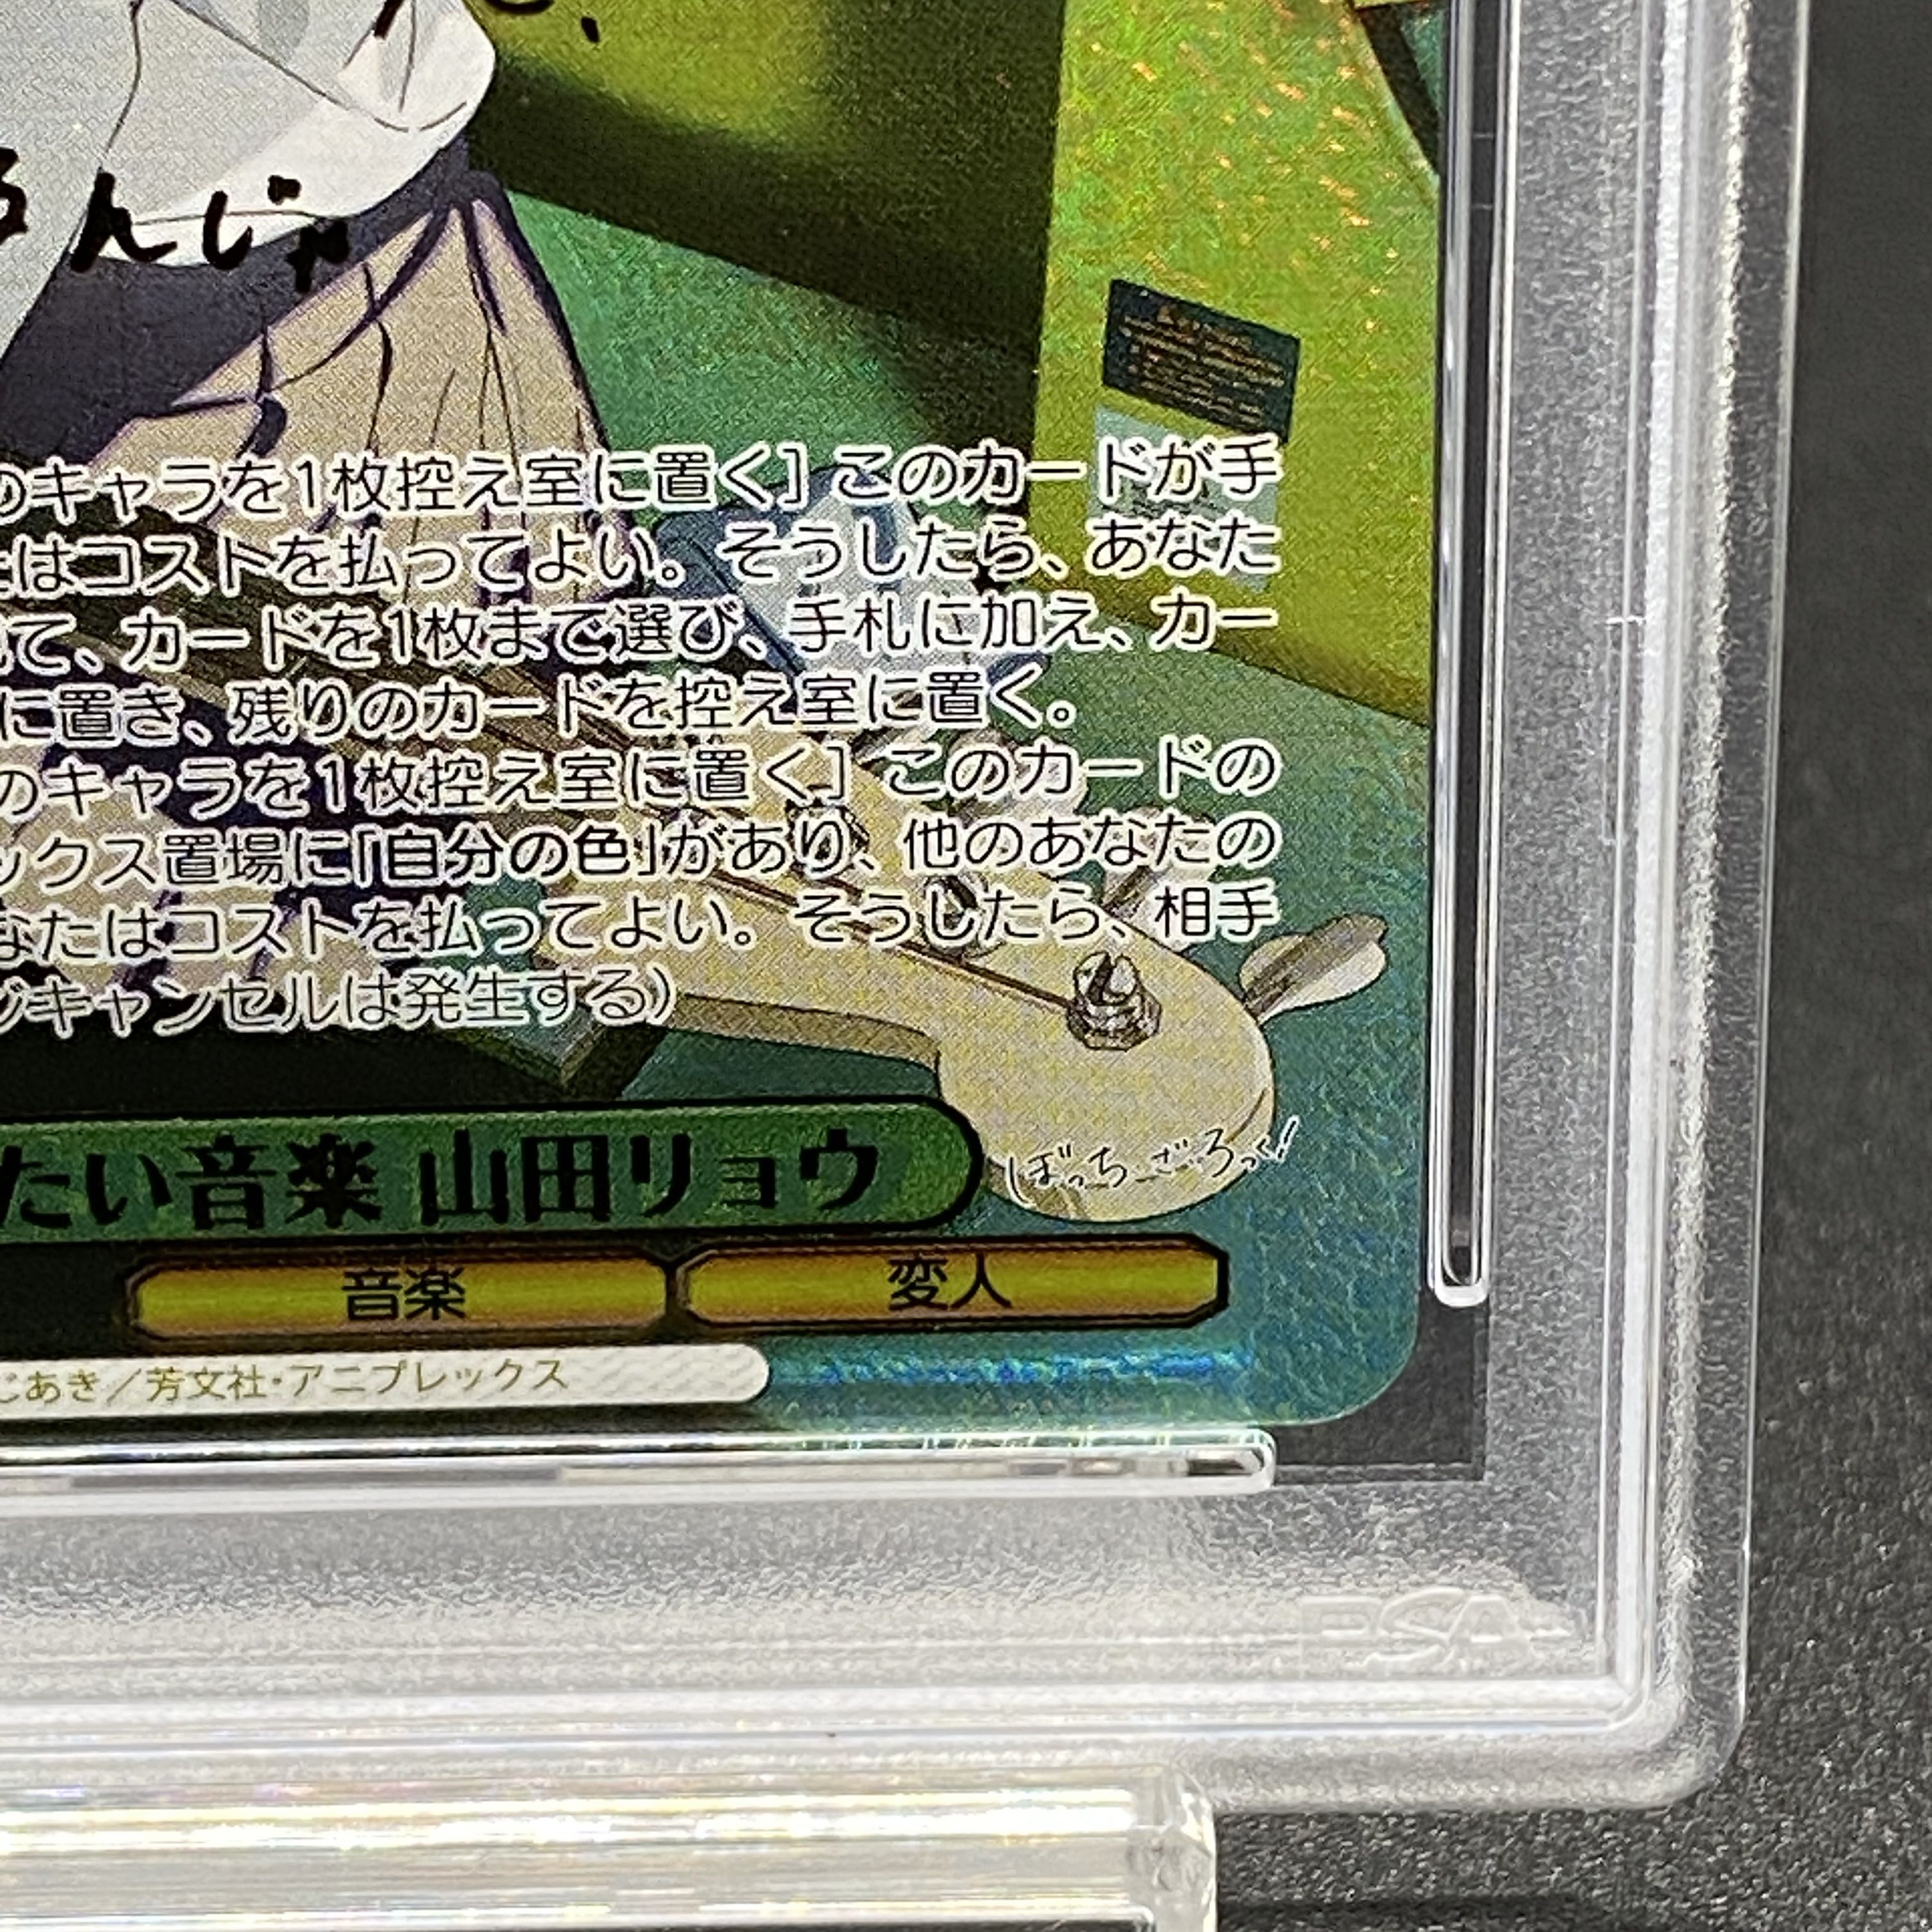 んじゃ
のキャラを1枚控え室に置く］ このカードが手
はコストを払ってよい。そうしたら、あなた
て、カードを1枚まで選び、手札に加え、カー
に置き、残りのカードを控え室に置く。
のキャラを1枚控え室に置く］ このカードの
ックス置場に「自分の色」があり、他のあなたの
なたはコストを払ってよい。そうしたら、相手
ジキャンセルは発生する）
たい音楽 山田リョウ
ぼっち・ざ・ろっく！
音楽 変人
じあき／芳文社・アニプレックス
PSA